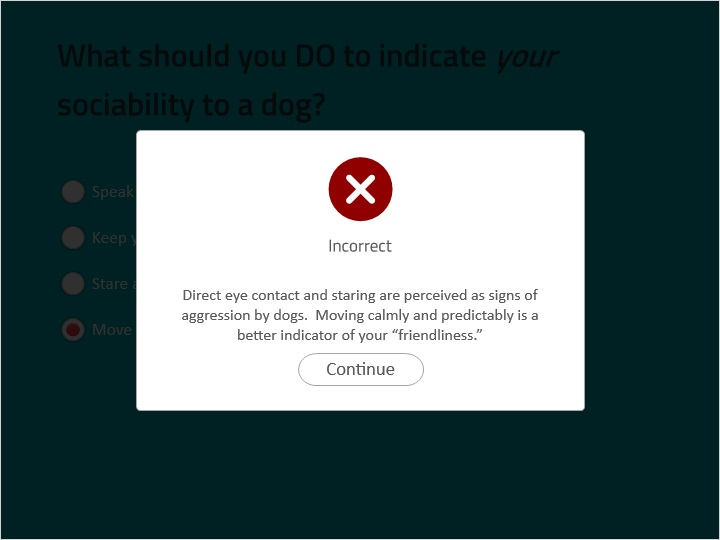 What should you DO to indicate your
sociability to a dog?
Speak
Keep
Stare
Move
Incorrect
Direct eye contact and staring are perceived as signs of
aggression by dogs.  Moving calmly and predictably is a
better indicator of your “friendliness.”
Continue